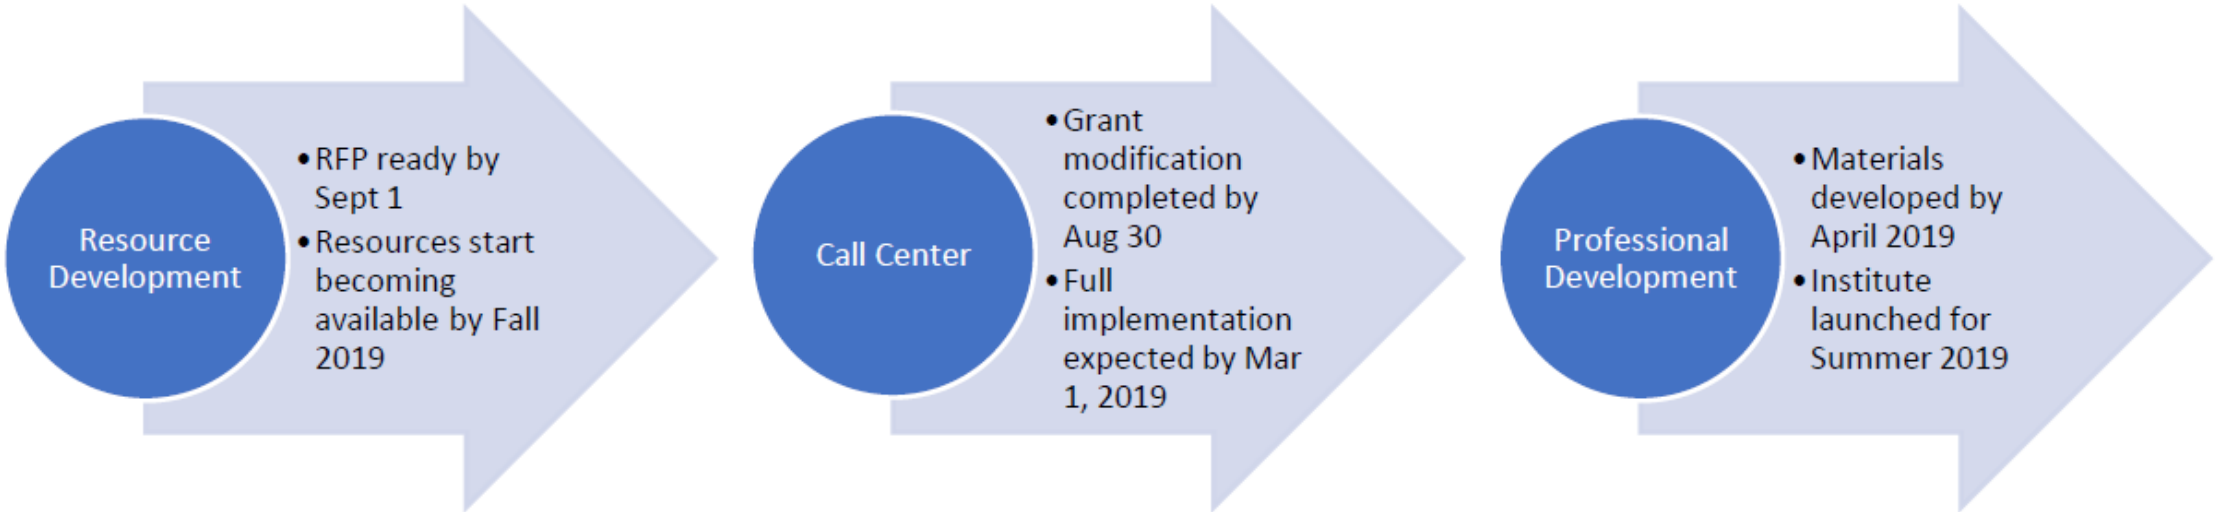 Resource
Development
•RFP ready by
Sept 1
•Resources start
becoming
available by Fall
2019
Call Center
•Grant
modification
completed by
Aug 30
•Full
implementation
expected by Mar
1, 2019
Professional
Development
•Materials
developed by
April 2019
•Institute
launched for
Summer 2019